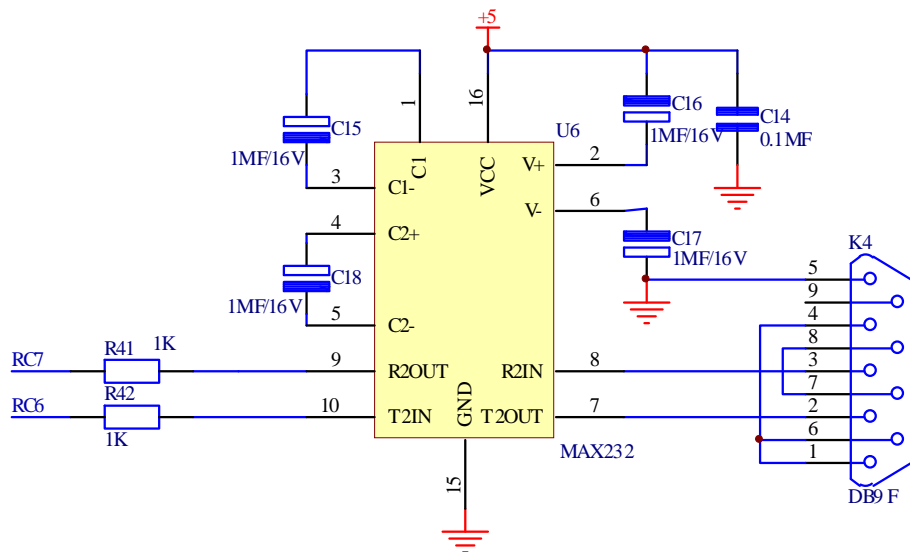 +5
1
16
C15
1MF/16V
C16
1MF/16V
C14
0.1MF
U6
C1
VCC
V+
2
3
C1-
V-
6
4
C2+
C17
1MF/16V
K4
C18
1MF/16V
5
C2-
5
9
4
8
3
7
2
6
1
RC7
R41
1K
9
R2OUT
R2IN
8
RC6
R42
1K
10
T2IN
GND
T2OUT
7
15
MAX232
DB9 F